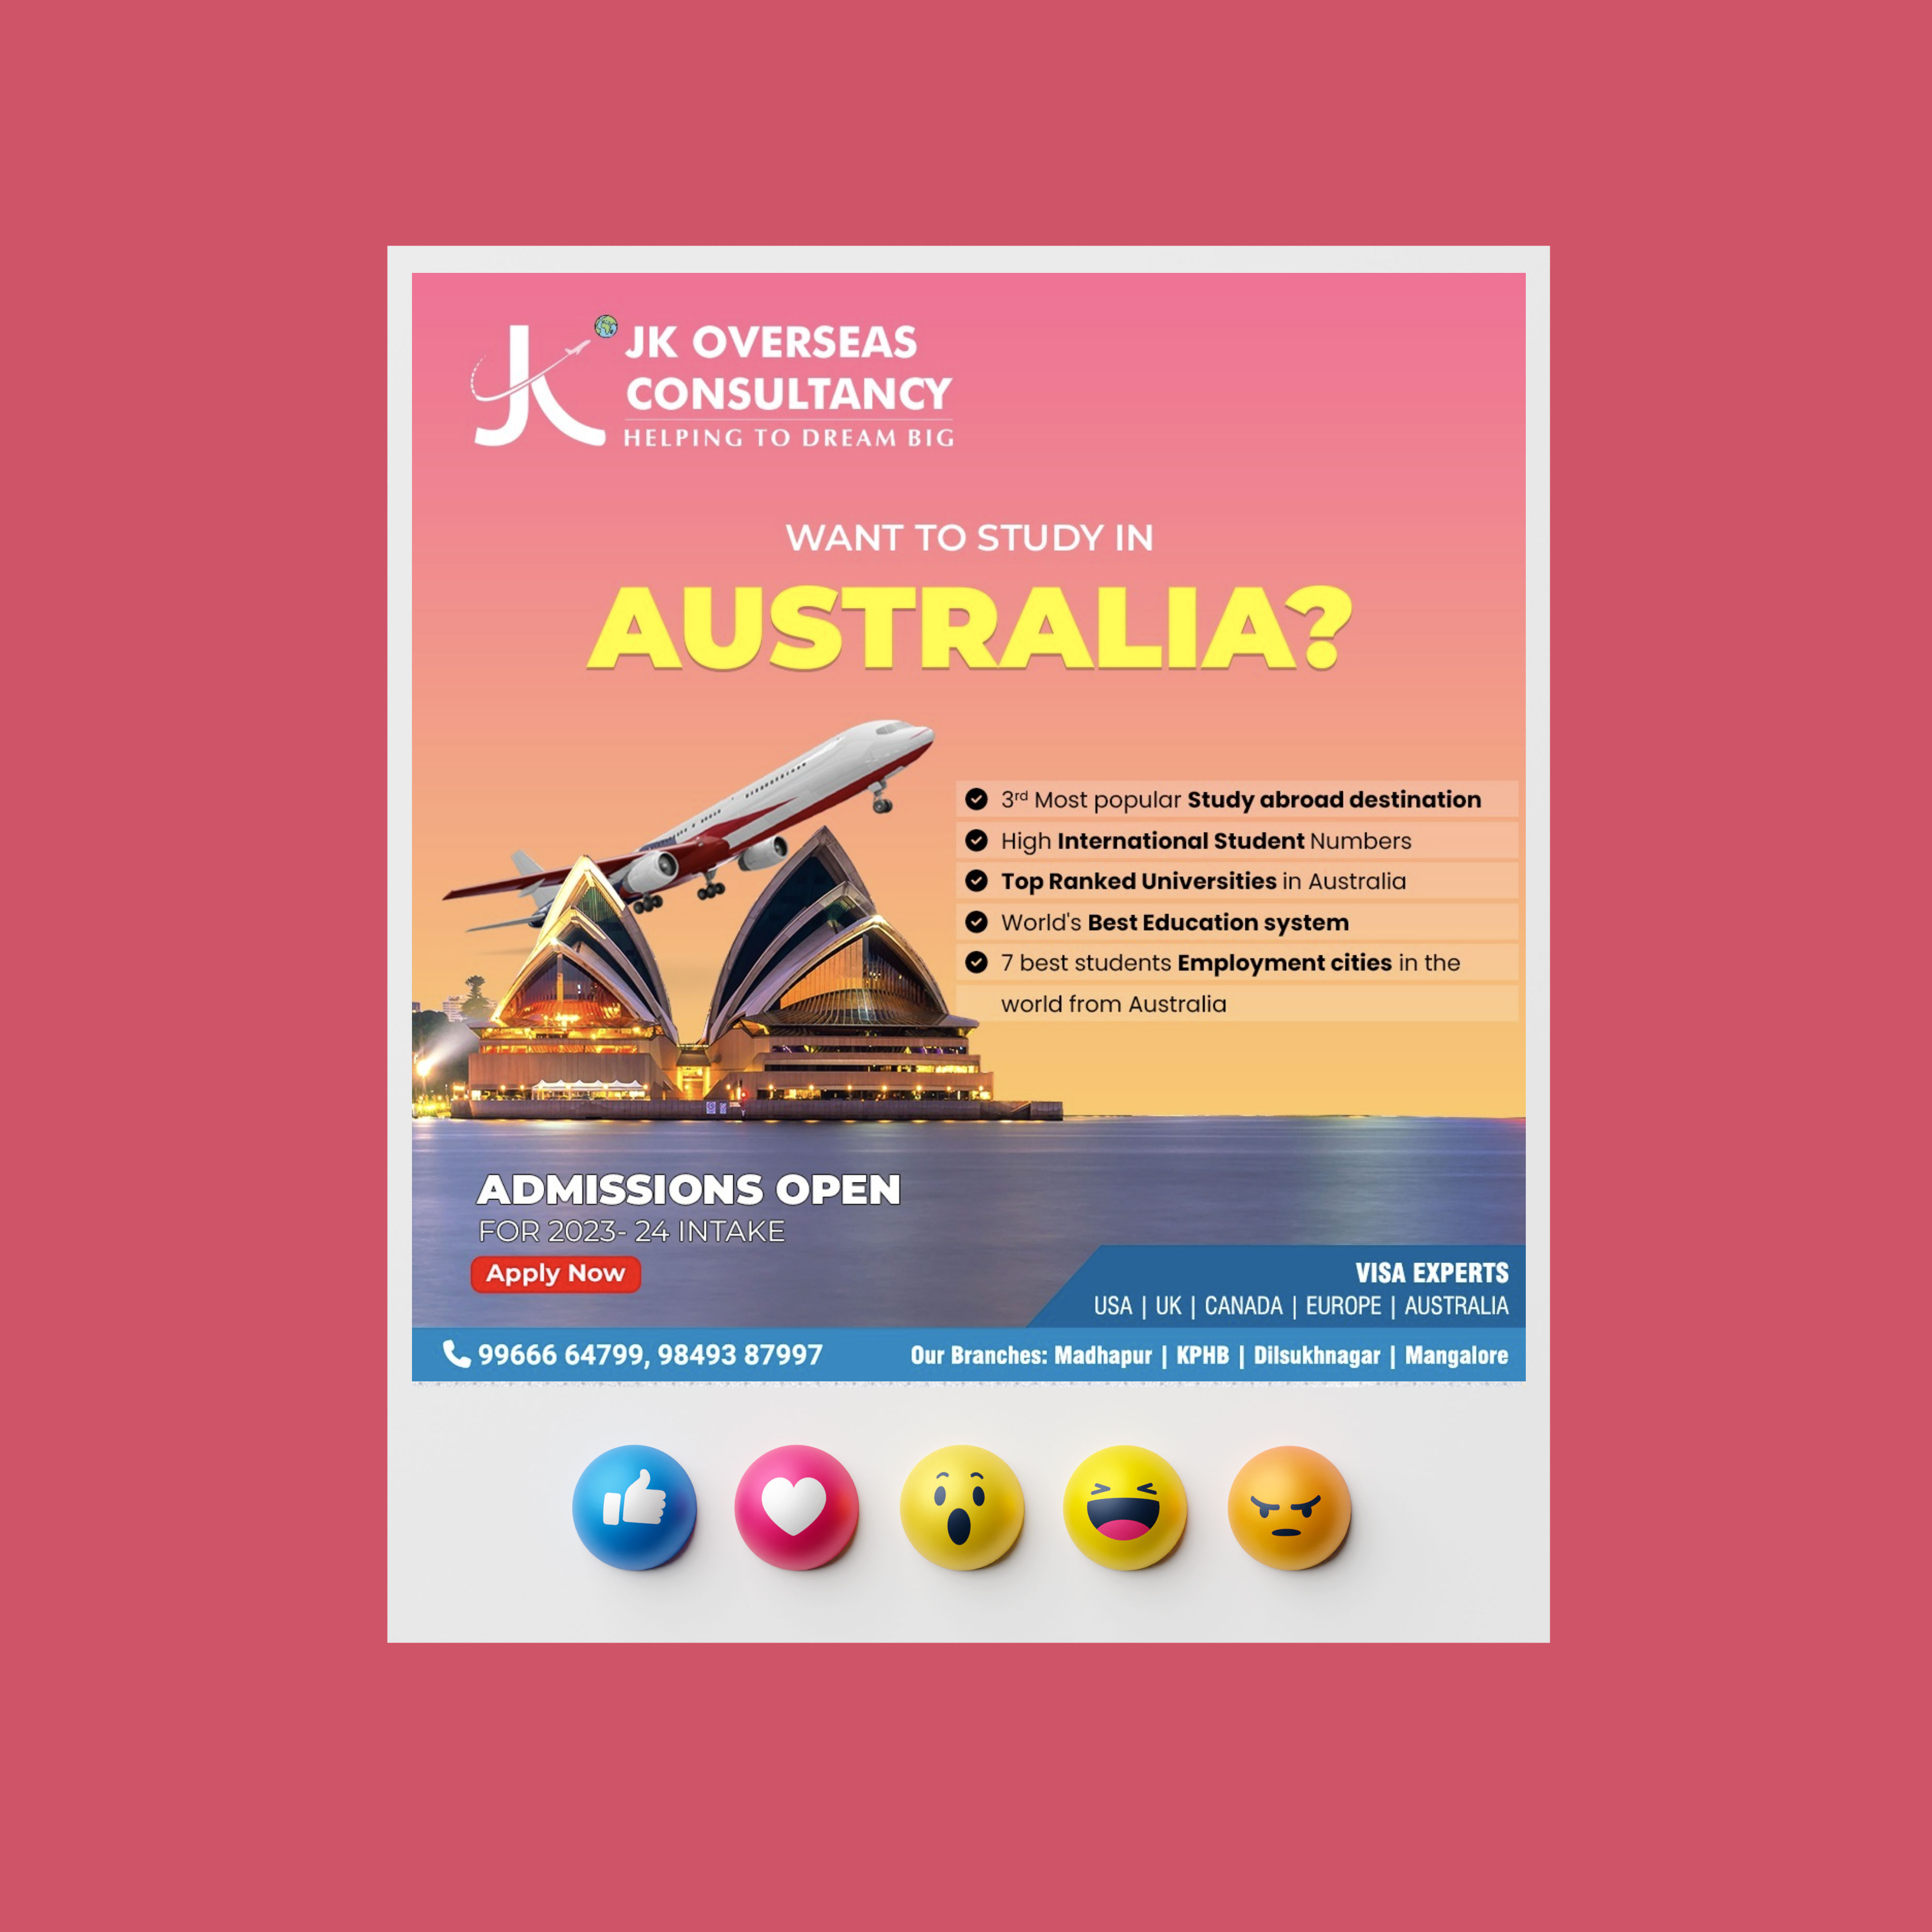 JK OVERSEAS
CONSULTANCY
HELPING TO DREAM BIG
WANT TO STUDY IN
AUSTRALIA?
3rd Most popular Study abroad destination
High International Student Numbers
Top Ranked Universities in Australia
World's Best Education system
7 best students Employment cities in the
world from Australia
ADMISSIONS OPEN
FOR 2023- 24 INTAKE
Apply Now
VISA EXPERTS
USA | UK | CANADA | EUROPE | AUSTRALIA
99666 64799, 98493 87997
Our Branches: Madhapur | KPHB | Dilsukhnagar | Mangalore